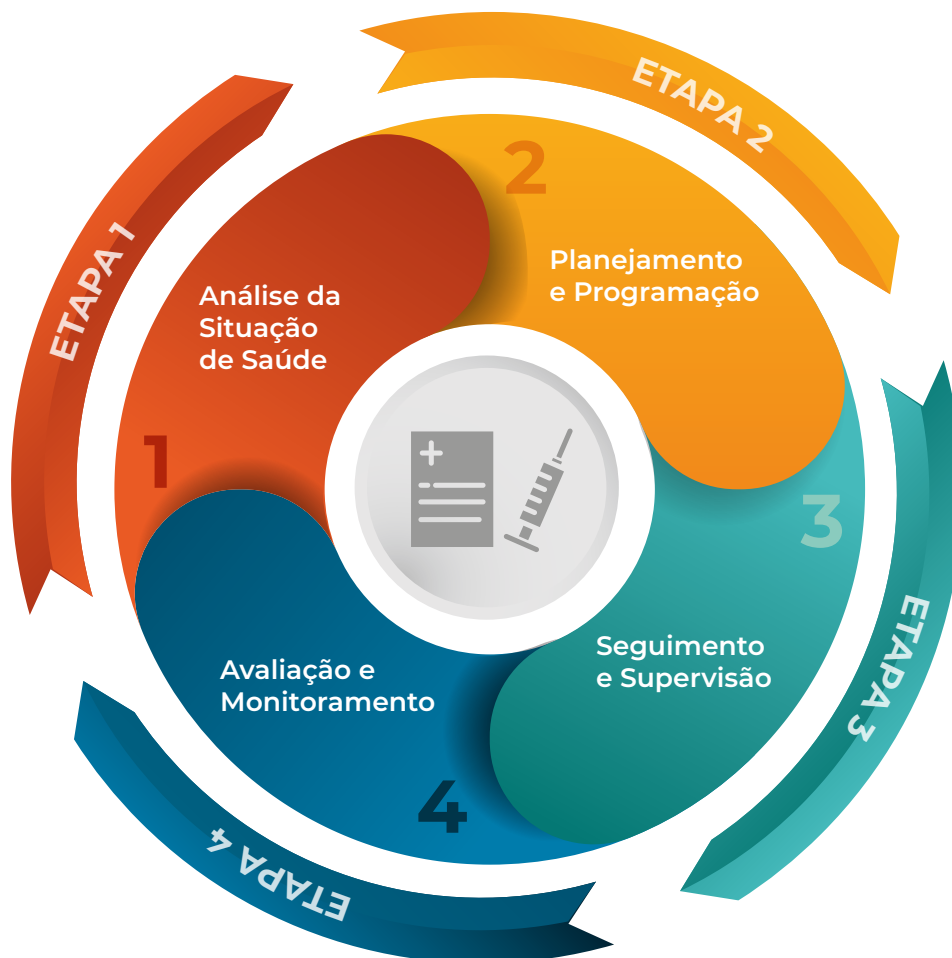 ETAPA 1
1
Análise da
Situação
de Saúde
ETAPA 2
2
Planejamento
e Programação
ETAPA 3
3
Seguimento
e Supervisão
ETAPA 4
4
Avaliação e
Monitoramento